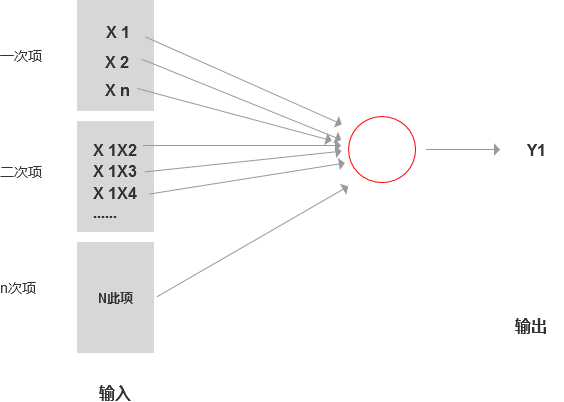 一次项
X 1
X 2
X n
二次项
X 1X2
X 1X3
X 1X4
......
n次项
N此项
Y1
输出
输入